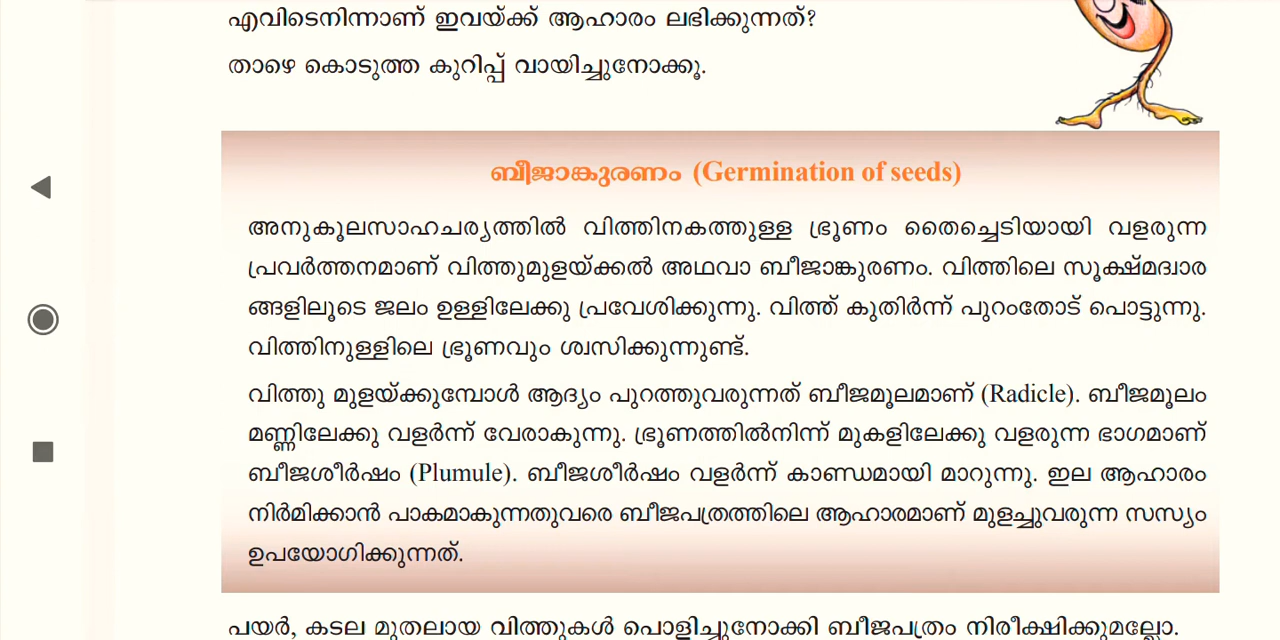 എവിടെനിന്നാണ് ഇവയ്ക്ക് ആഹാരം ലഭിക്കുന്നത്?
താഴെ കൊടുത്ത കുറിപ്പ് വായിച്ചുനോക്കൂ.
ബീജാങ്കുരണം (Germination of seeds)
അനുകൂലസാഹചര്യത്തിൽ വിത്തിനകത്തുള്ള ഭ്രൂണം തൈച്ചെടിയായി വളരുന്ന
പ്രവർത്തനമാണ് വിത്തുമുളയ്ക്കൽ അഥവാ ബീജാങ്കുരണം. വിത്തിലെ സൂക്ഷ്മദ്വാര
ങ്ങളിലൂടെ ജലം ഉള്ളിലേക്കു പ്രവേശിക്കുന്നു. വിത്ത് കുതിർന്ന് പുറംതോട് പൊട്ടുന്നു.
വിത്തിനുള്ളിലെ ഭ്രൂണവും ശ്വസിക്കുന്നുണ്ട്.
വിത്തു മുളയ്ക്കുമ്പോൾ ആദ്യം പുറത്തുവരുന്നത് ബീജമൂലമാണ് (Radicle). ബീജമൂലം
മണ്ണിലേക്കു വളർന്ന് വേരാകുന്നു. ഭ്രൂണത്തിൽനിന്ന് മുകളിലേക്കു വളരുന്ന ഭാഗമാണ്
ബീജശീർഷം (Plumule). ബീജശീർഷം വളർന്ന് കാണ്ഡമായി മാറുന്നു. ഇല ആഹാരം
നിർമിക്കാൻ പാകമാകുന്നതുവരെ ബീജപത്രത്തിലെ ആഹാരമാണ് മുളച്ചുവരുന്ന സസ്യം
ഉപയോഗിക്കുന്നത്.
പയർ, കടല മുതലായ വിത്തുകൾ പൊളിച്ചുനോക്കി ബീജപത്രം നിരീക്ഷിക്കുമല്ലോ.